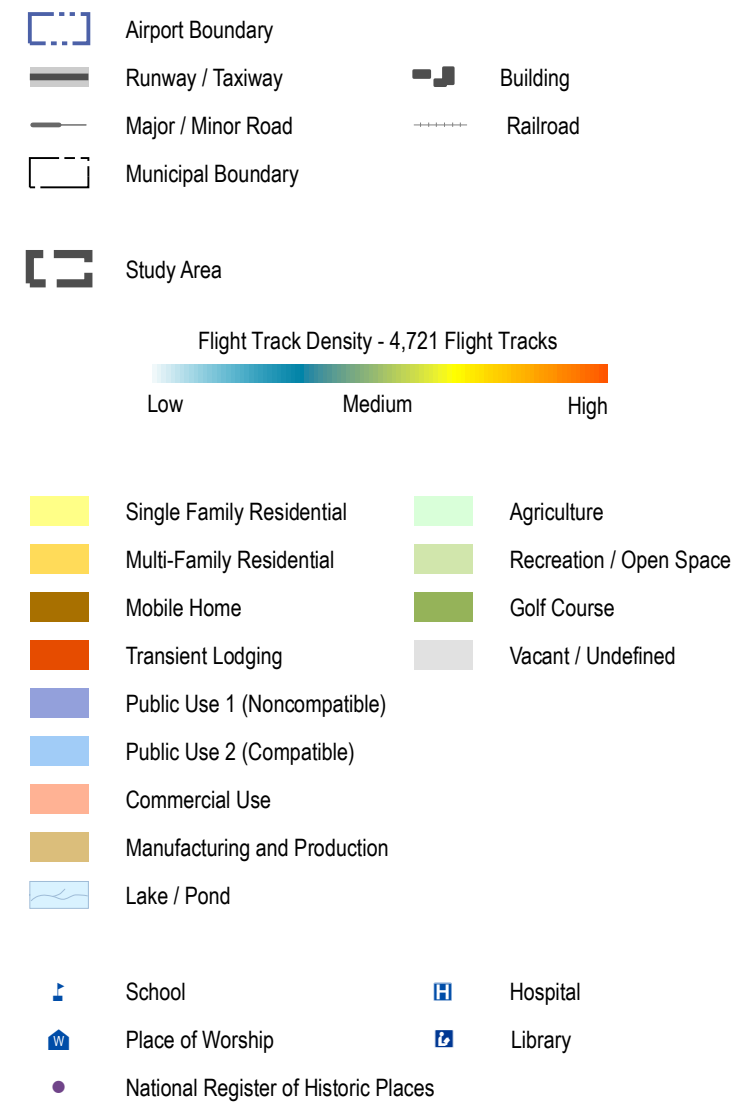 Airport Boundary
Runway / Taxiway
Building
Major / Minor Road
Railroad
Municipal Boundary
Study Area
Flight Track Density - 4,721 Flight Tracks
Low Medium High
Single Family Residential
Agriculture
Multi-Family Residential
Recreation / Open Space
Mobile Home
Golf Course
Transient Lodging
Vacant / Undefined
Public Use 1 (Noncompatible)
Public Use 2 (Compatible)
Commercial Use
Manufacturing and Production
Lake / Pond
School
H Hospital
W Place of Worship
Library
National Register of Historic Places